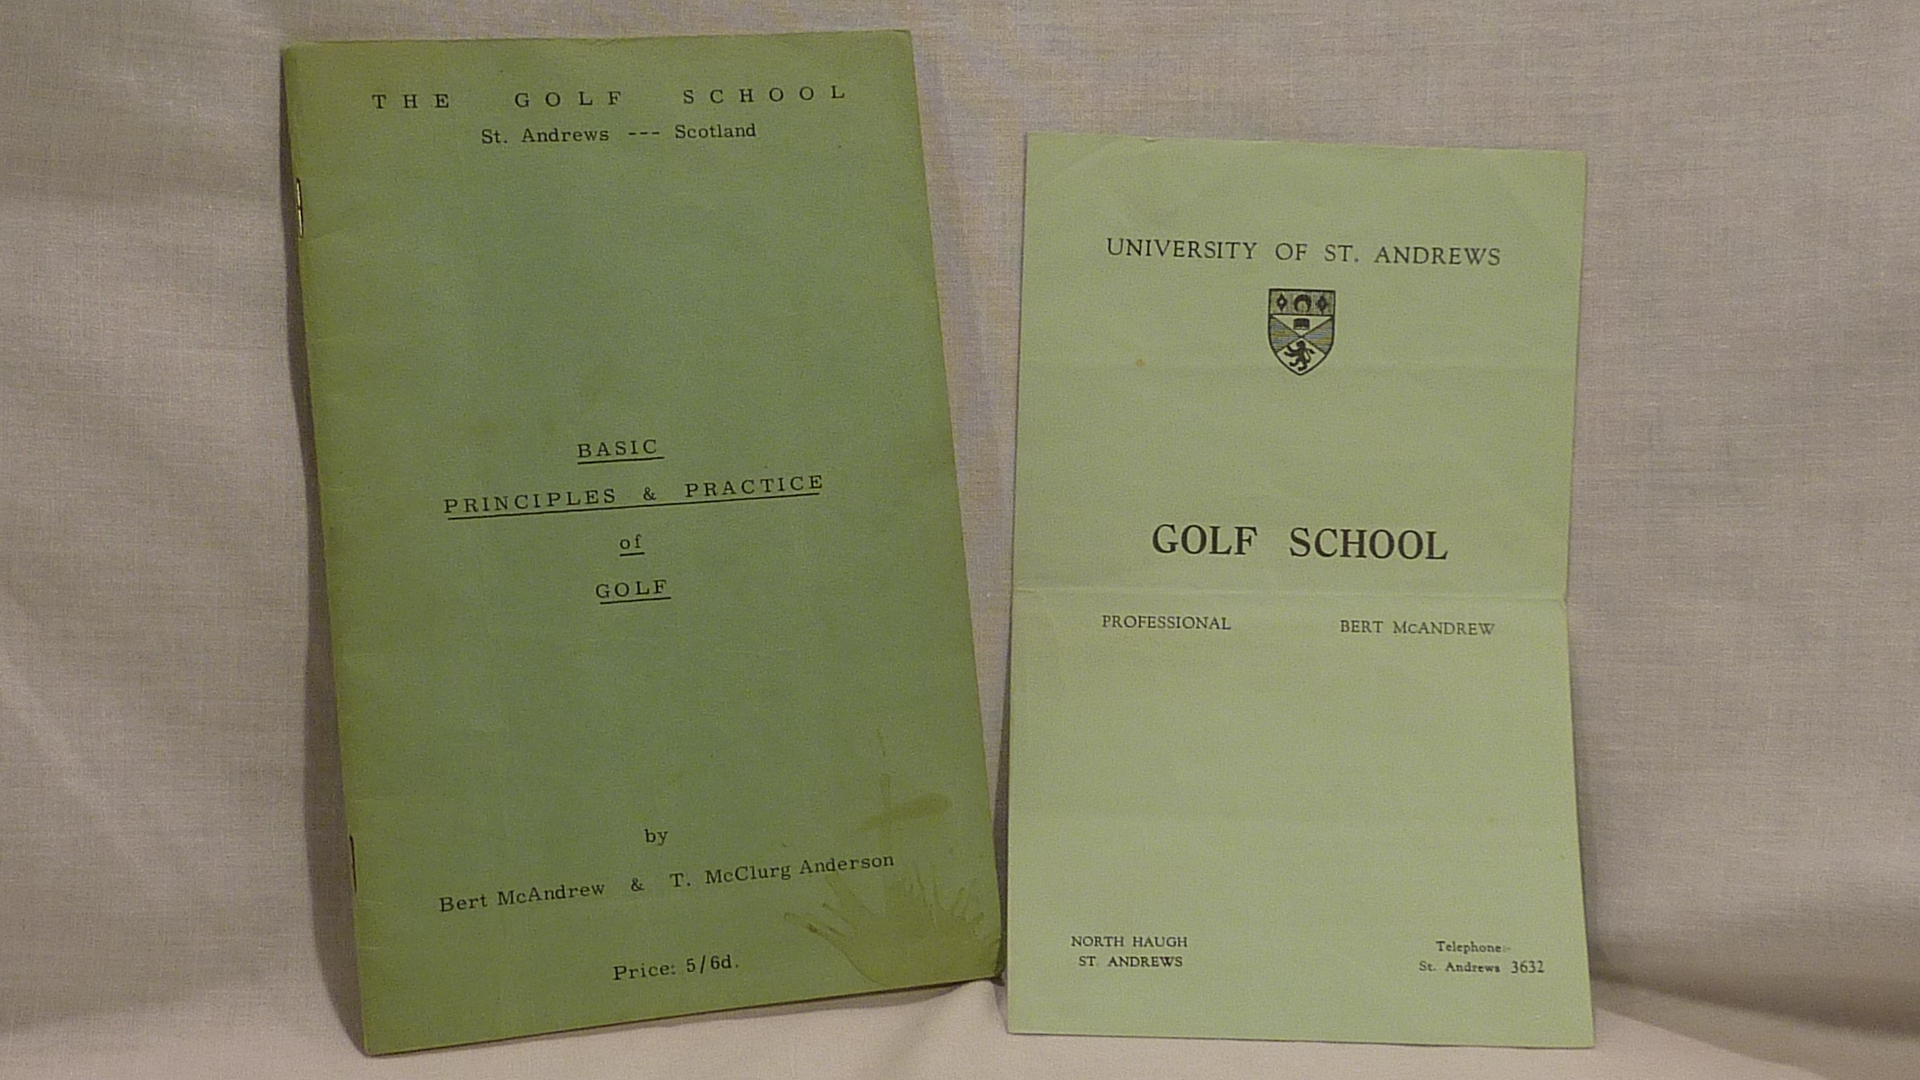 THE GOLF SCHOOL
St. Andrews --- Scotland
BASIC
PRINCIPLES & PRACTICE
of
GOLF
by
Bert McAndrew & T. McClurg Anderson
Price: 5/6d.
UNIVERSITY OF ST. ANDREWS
GOLF SCHOOL
PROFESSIONAL BERT McANDREW
NORTH HAUGH
ST. ANDREWS
Telephone:-
St. Andrews 3632